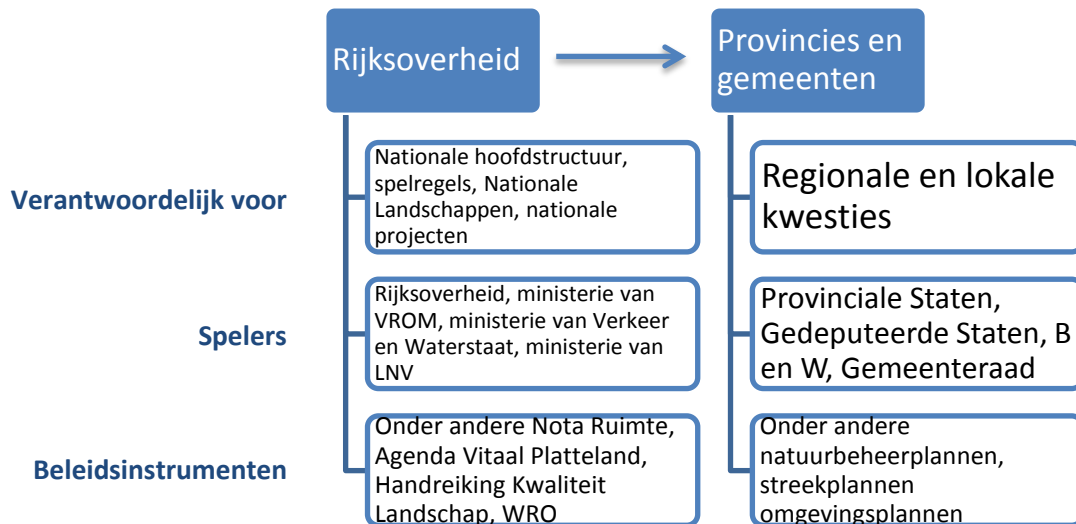 Rijksoverheid
Provincies en
gemeenten
Verantwoordelijk voor
Nationale hoofdstructuur,
spelregels, Nationale
Landschappen, nationale
projecten
Regionale en lokale
kwesties
Spelers
Rijksoverheid, ministerie van
VROM, ministerie van Verkeer
en Waterstaat, ministerie van
LNV
Provinciale Staten,
Gedeputeerde Staten, B
en W, Gemeenteraad
Beleidsinstrumenten
Onder andere Nota Ruimte,
Agenda Vitaal Platteland,
Handreiking Kwaliteit
Landschap, WRO
Onder andere
natuurbeheerplannen,
streekplannen
omgevingsplannen